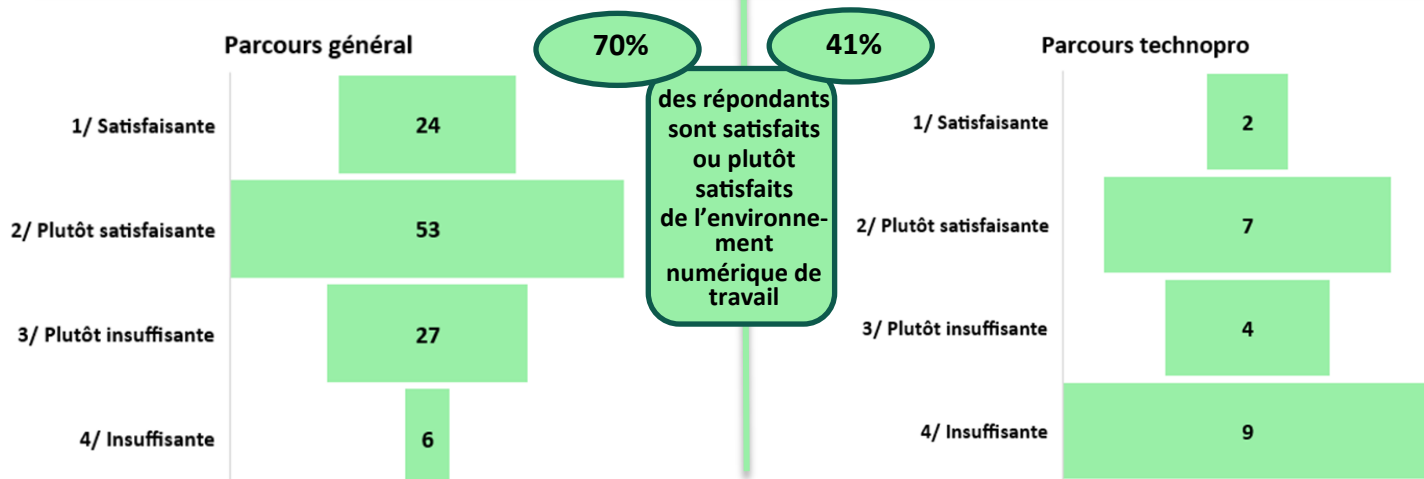 Parcours général
1/ Satisfaisante
24
2/ Plutôt satisfaisante
53
3/ Plutôt insuffisante
27
4/ Insuffisante
6
70%
41%
des répondants
sont satisfaits
ou plutôt
satisfaits
de l’environne-
ment
numérique de
travail
Parcours technopro
1/ Satisfaisante
2
2/ Plutôt satisfaisante
7
3/ Plutôt insuffisante
4
4/ Insuffisante
9